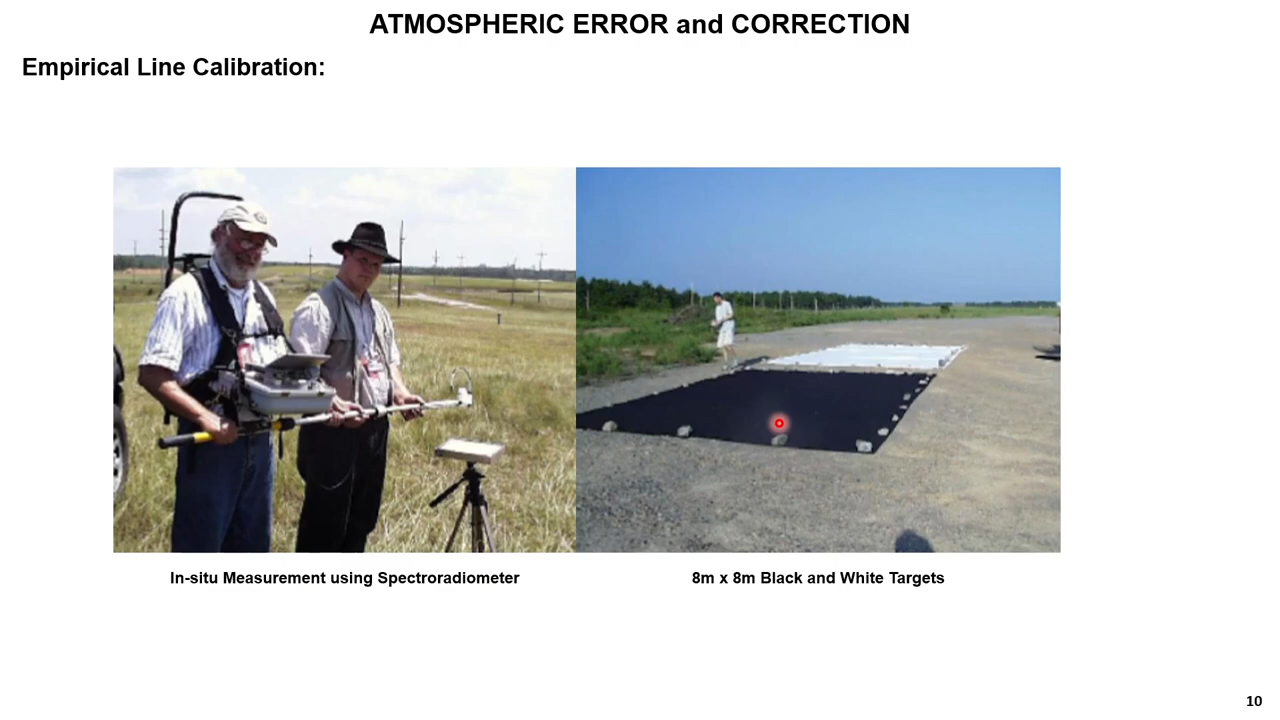 ATMOSPHERIC ERROR and CORRECTION
Empirical Line Calibration:
In-situ Measurement using Spectroradiometer
8m x 8m Black and White Targets
10